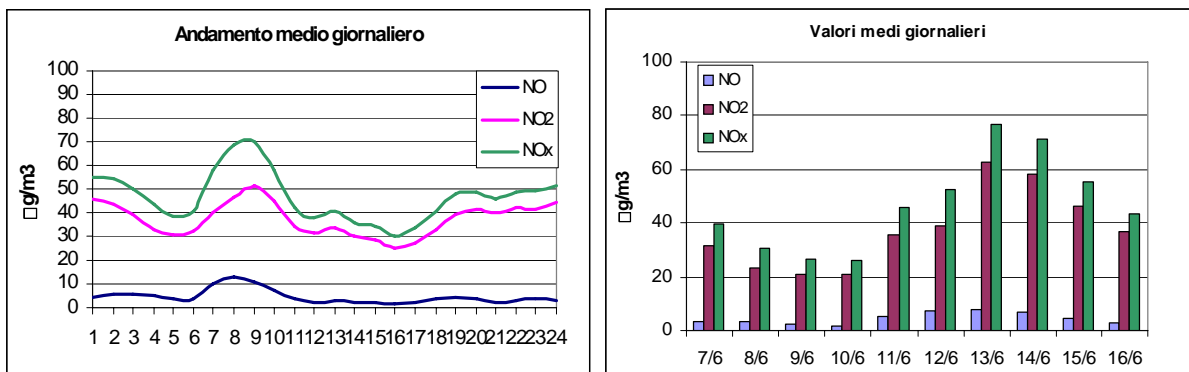 Andamento medio giornaliero
100
90
80
70
60
50
40
30
20
10
0
□g/m3
NO
NO2
NOx
1 2 3 4 5 6 7 8 9 10 11 12 13 14 15 16 17 18 19 20 21 22 23 24
Valori medi giornalieri
100
80
60
40
20
0
□g/m3
NO
NO2
NOx
7/6 8/6 9/6 10/6 11/6 12/6 13/6 14/6 15/6 16/6